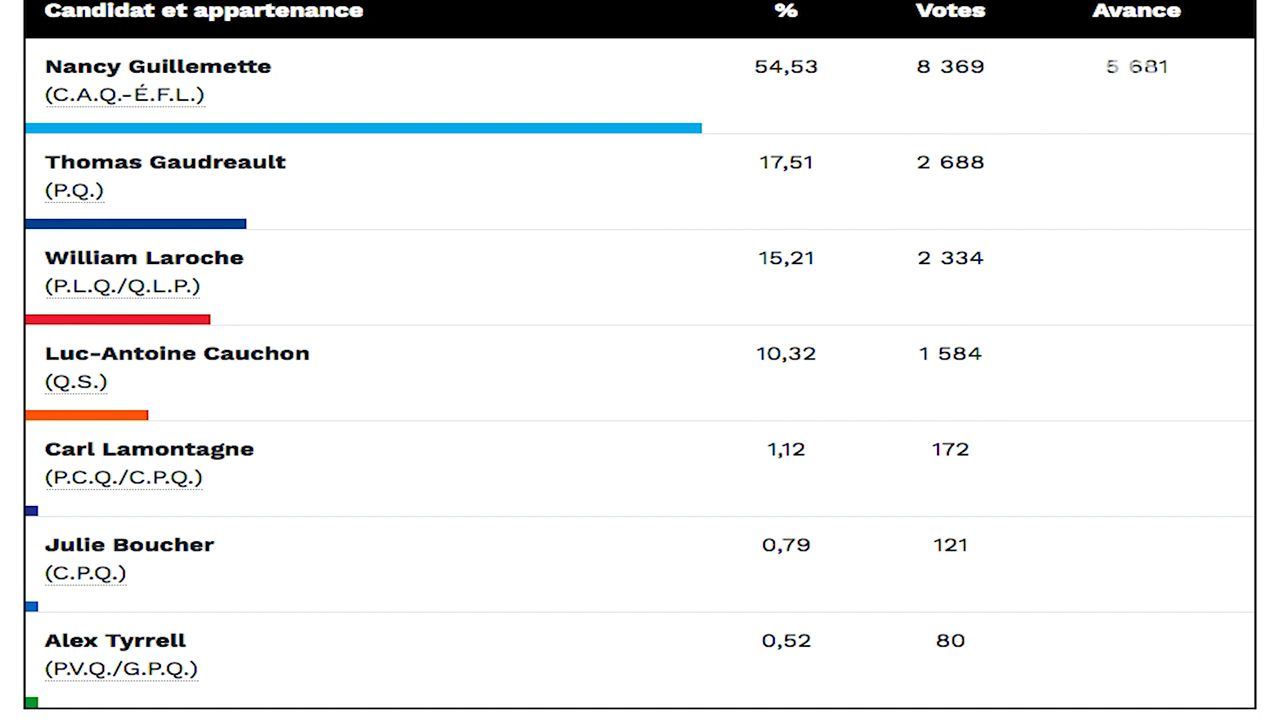 Candidat et appartenance % Votes Avance
Nancy Guillemette 54,53 8 369 5 681
(C.A.Q.-É.F.L.)
Thomas Gaudreault 17,51 2 688
(P.Q.)
William Laroche 15,21 2 334
(P.L.Q./Q.L.P.)
Luc-Antoine Cauchon 10,32 1 584
(Q.S.)
Carl Lamontagne 1,12 172
(P.C.Q./C.P.Q.)
Julie Boucher 0,79 121
(C.P.Q.)
Alex Tyrrell 0,52 80
(P.V.Q./G.P.Q.)